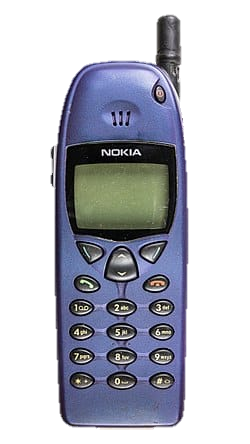 NOKIA
1 2 abc 3 def
4 ghi 5 jkl 6 mno
7 pqrs 8 tuv 9 wxyz
* + 0 #